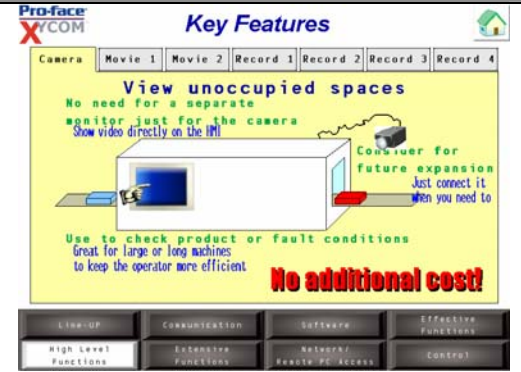 Pro-face
XYCOM
Key Features
Camera Movie 1 Movie 2 Record 1 Record 2 Record 3 Record 4
View unoccupied spaces
No need for a separate
monitor just for the camera
Show video directly on the HMI
Consider for
future expansion
Just connect it
when you need to
Use to check product or fault conditions
Great for large or long machines
to keep the operator more efficient
No additional cost!
Line-UP Communication Software Effective Functions
High Level Functions Extensive Functions Network/ Remote PC Access Control